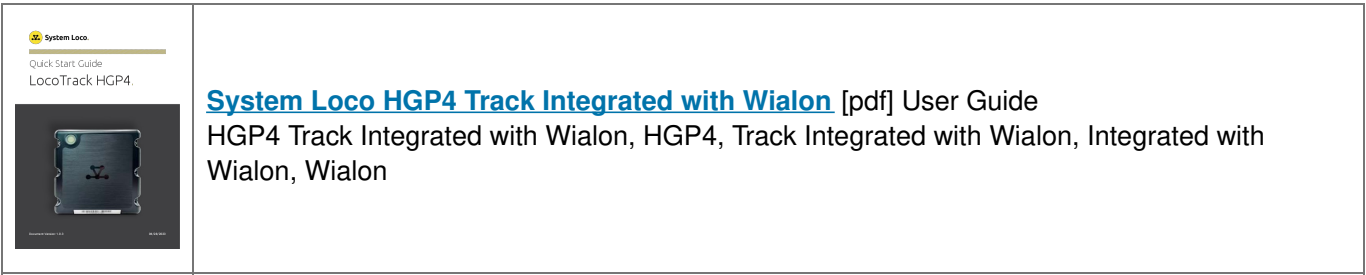 System Loco.
Quick Start Guide
LocoTrack HGP4.
System Loco HGP4 Track Integrated with Wialon [pdf] User Guide
HGP4 Track Integrated with Wialon, HGP4, Track Integrated with Wialon, Integrated with
Wialon, Wialon